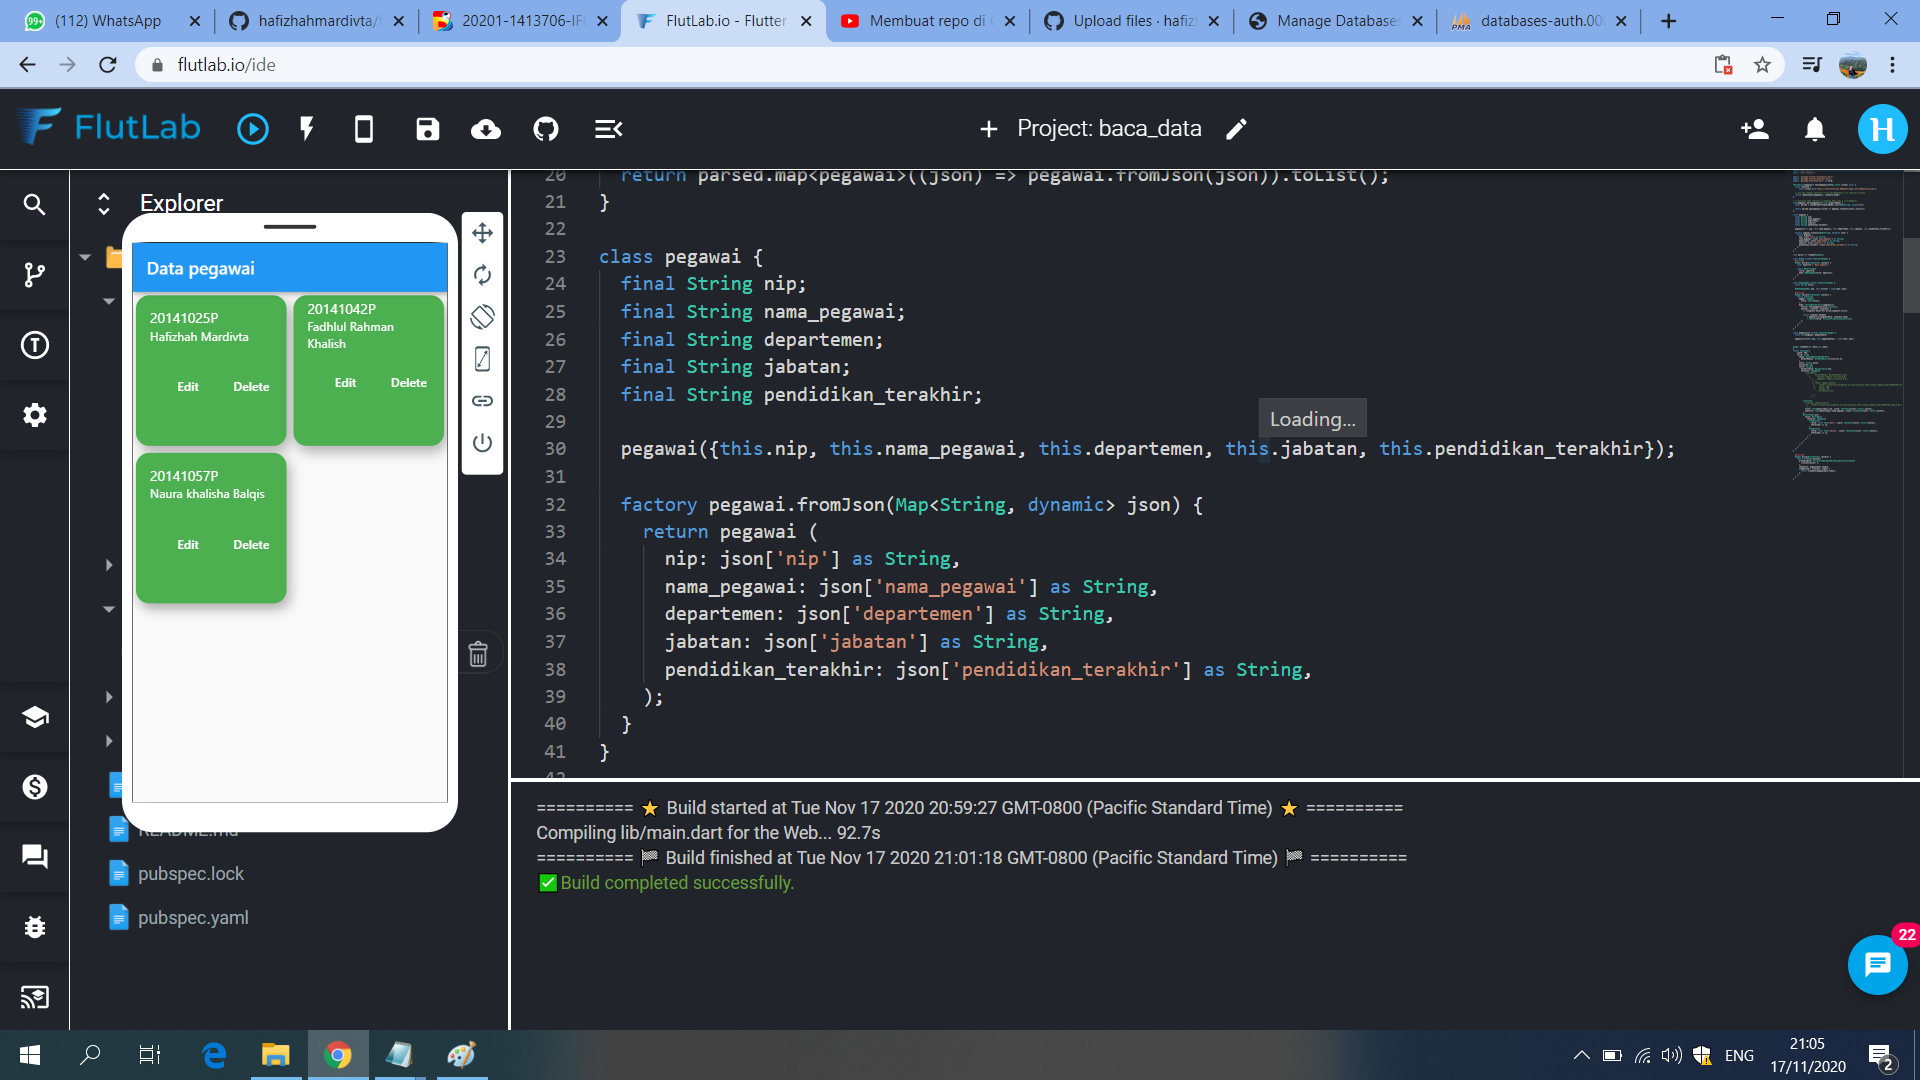 (112) WhatsApp
hafizhahmardivta/t
20201-1413706-IF
FlutLab.io - Flutter
Membuat repo di
Upload files · hafiz
Manage Databases
databases-auth.00
flutlab.io/ide
FlutLab
Project: baca_data
H
Explorer
Data pegawai
20141025P
Hafizhah Mardivta
Edit Delete
20141042P
Fadhlul Rahman
Khalish
Edit Delete
20141057P
Naura khalisha Balqis
Edit Delete
README.md
pubspec.lock
pubspec.yaml
20 return parsed.map<pegawai>((json) => pegawai.fromJson(json)).toList();
21 }
22
23 class pegawai {
24 final String nip;
25 final String nama_pegawai;
26 final String departemen;
27 final String jabatan;
28 final String pendidikan_terakhir;
29
Loading...
30 pegawai({this.nip, this.nama_pegawai, this.departemen, this.jabatan, this.pendidikan_terakhir});
31
32 factory pegawai.fromJson(Map<String, dynamic> json) {
33 return pegawai (
34 nip: json['nip'] as String,
35 nama_pegawai: json['nama_pegawai'] as String,
36 departemen: json['departemen'] as String,
37 jabatan: json['jabatan'] as String,
38 pendidikan_terakhir: json['pendidikan_terakhir'] as String,
39 );
40 }
41 }
42
========== ⭐ Build started at Tue Nov 17 2020 20:59:27 GMT-0800 (Pacific Standard Time) ⭐ ==========
Compiling lib/main.dart for the Web... 92.7s
========== 🏁 Build finished at Tue Nov 17 2020 21:01:18 GMT-0800 (Pacific Standard Time) 🏁 ==========
✅ Build completed successfully.
22
ENG
21:05
17/11/2020
2